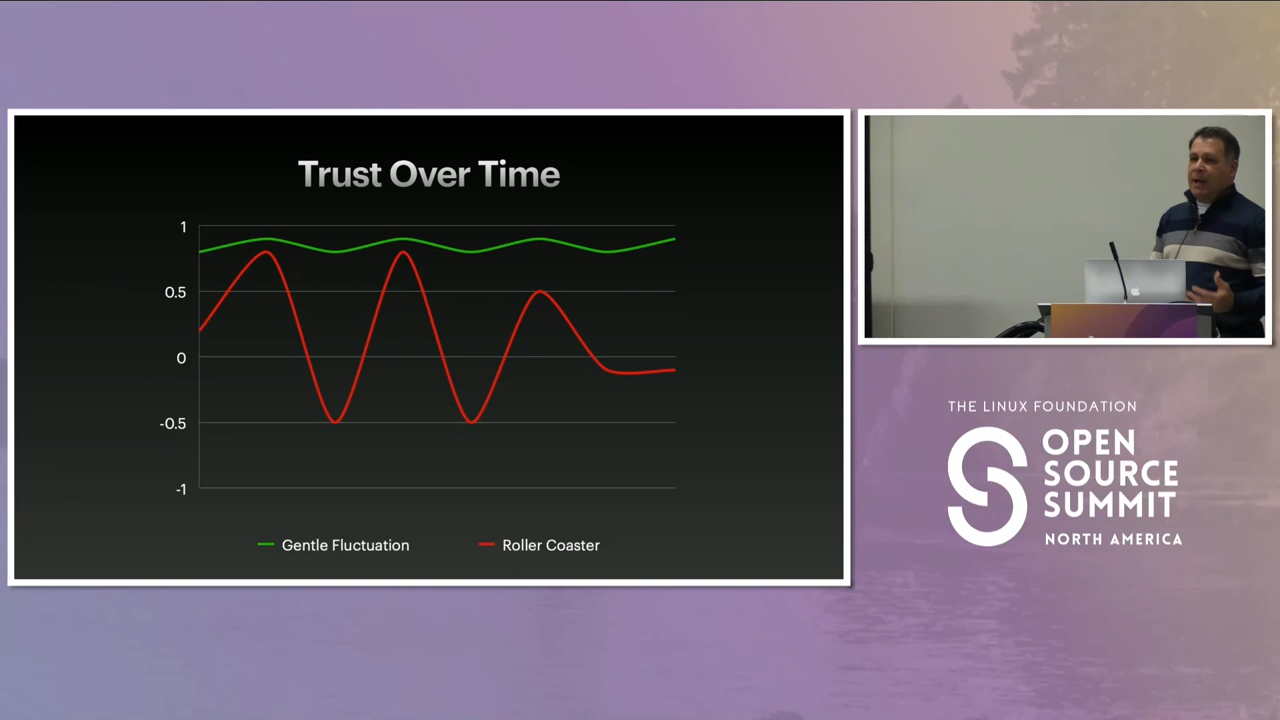 Trust Over Time
1
0.5
0
-0.5
-1
Gentle Fluctuation
Roller Coaster
THE LINUX FOUNDATION
OPEN
SOURCE
SUMMIT
NORTH AMERICA